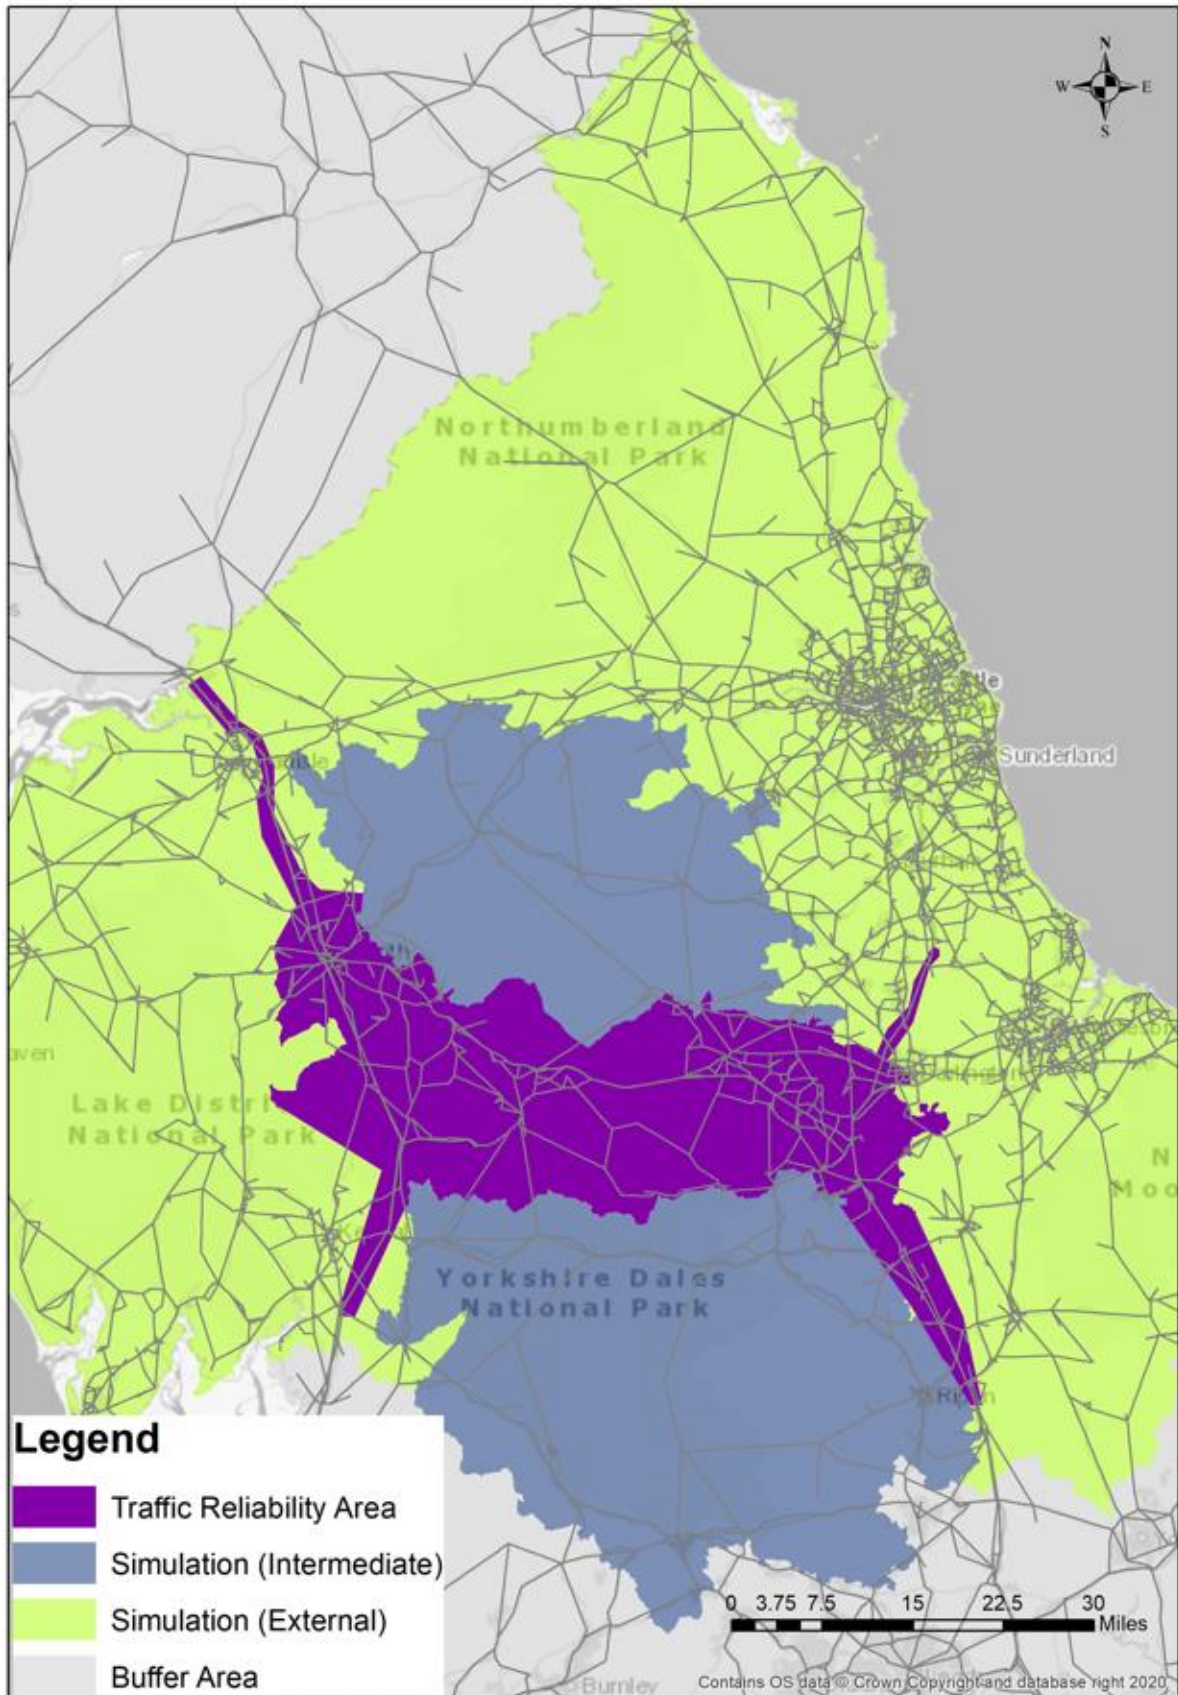 N
W E
S
Northumberland
National Park
Sunderland
Lake District
National Park
Yorkshire Dales
National Park
Ripon
Legend
Traffic Reliability Area
Simulation (Intermediate)
Simulation (External)
Buffer Area
0 3.75 7.5 15 22.5 30
Miles
Burnley
Contains OS data © Crown Copyright and database right 2020